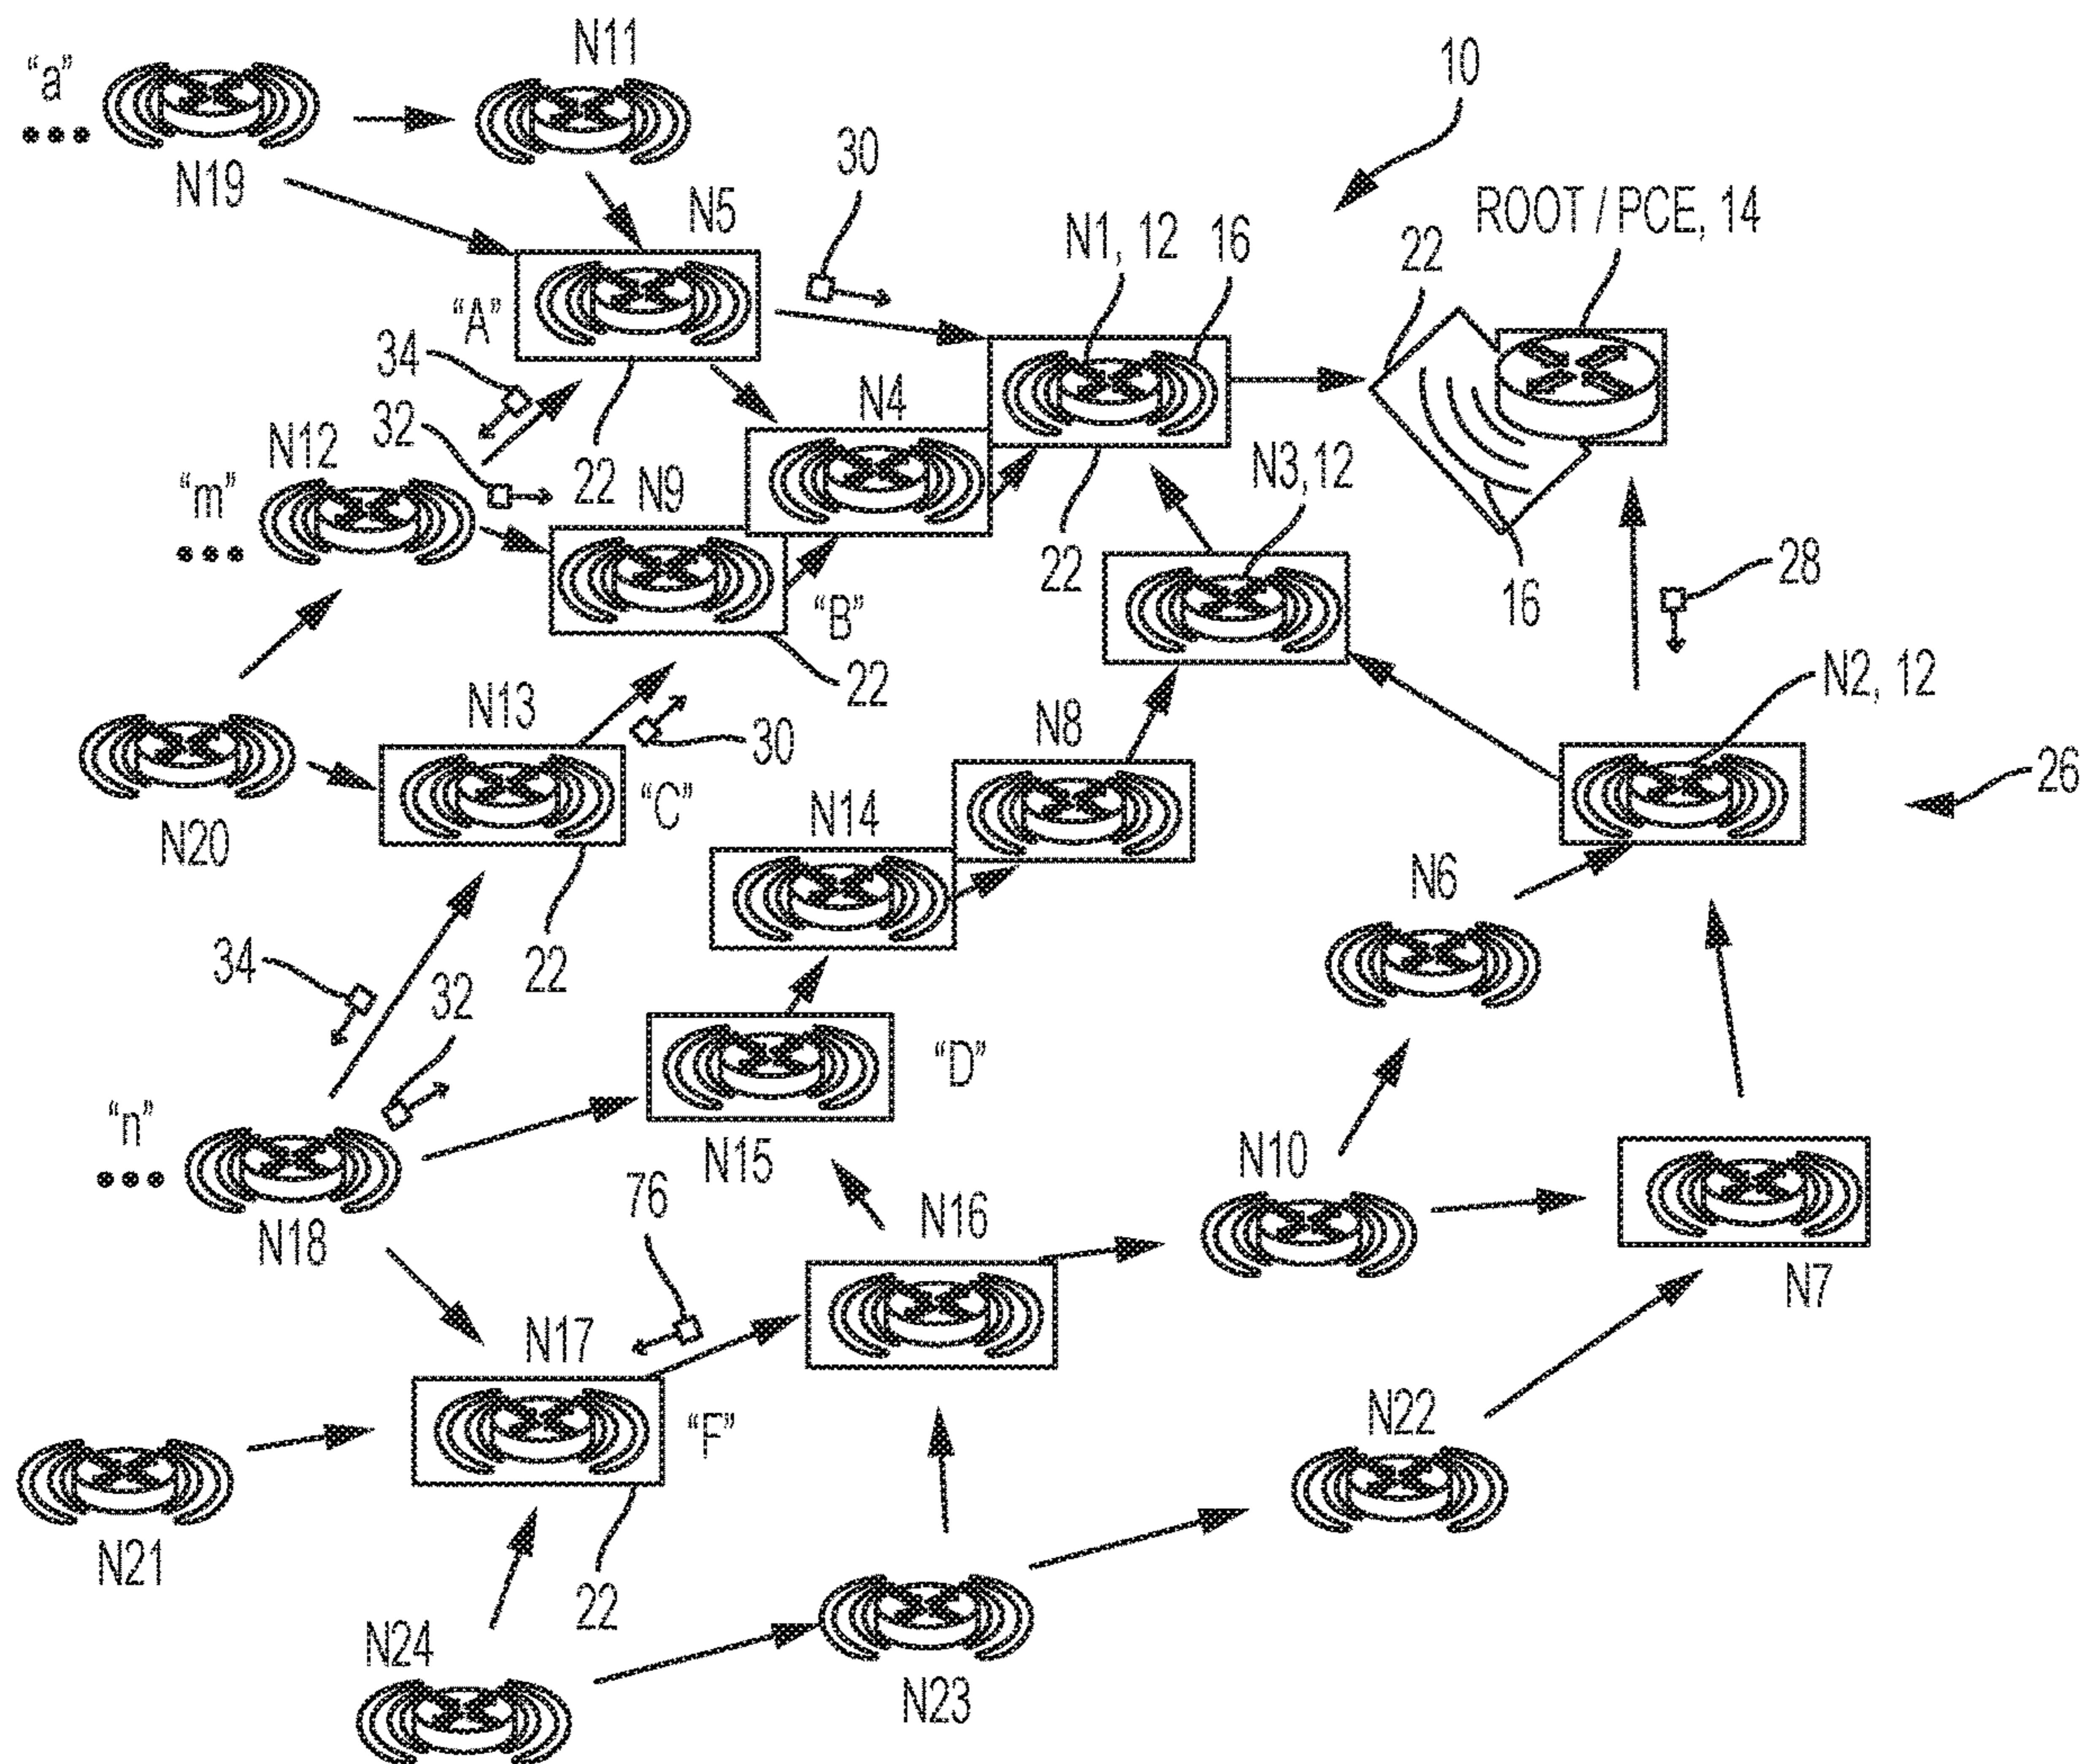 "a"
N11
10
N19
30
N5
ROOT / PCE, 14
N1, 12
16
22
"A"
34
22
N4
32
N12
22
N9
N3, 12
"m"
22
16
28
"B"
22
N2, 12
N13
30
N8
26
"C"
N20
N14
N6
34
32
22
"D"
"n"
N15
N10
76
N16
N18
N7
N17
N22
"F"
N21
22
N24
N23